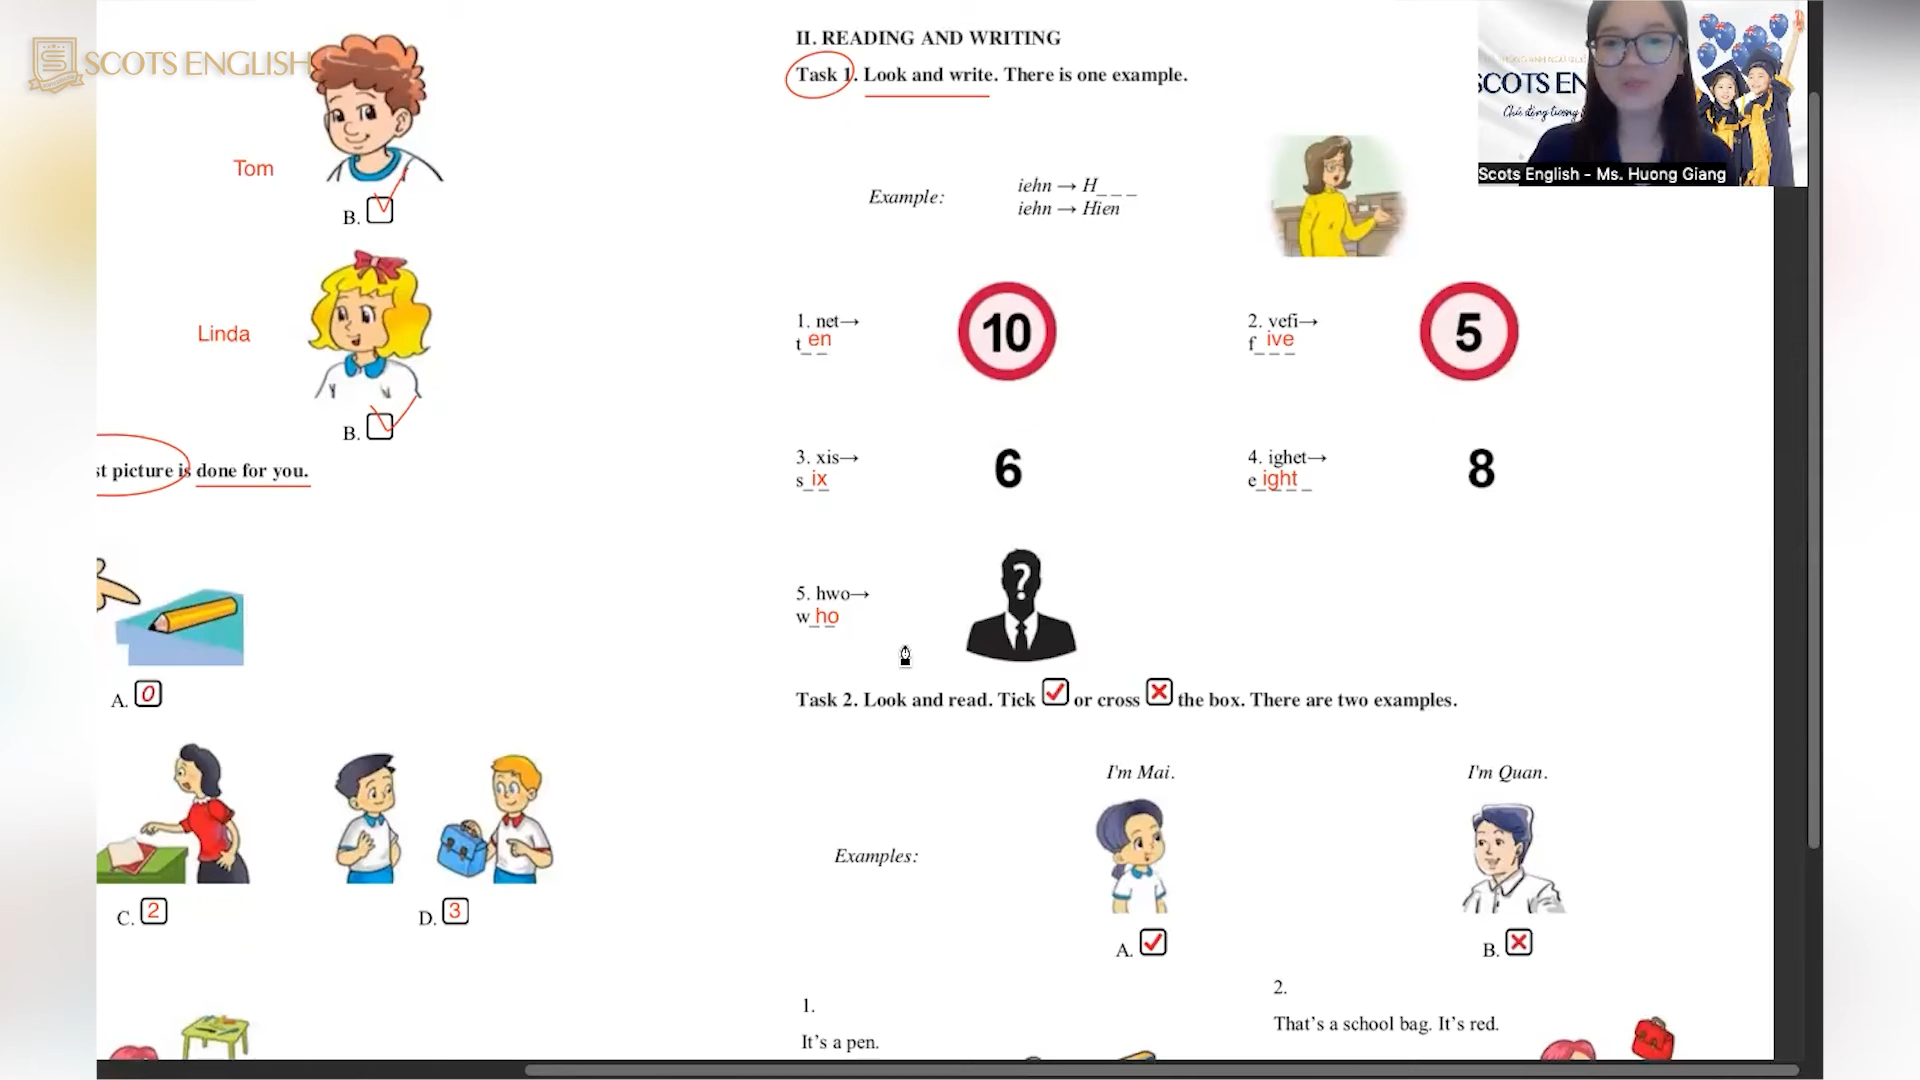 SCOTS ENGLISH
Tom
B.
Linda
B.
st picture is done for you.
A. 0
C. 2
D. 3
II. READING AND WRITING
Task 1. Look and write. There is one example.
Example:
iehn → H_ _ _
iehn → Hien
1. net→
t en
10
2. vefi→
f ive
5
3. xis→
s ix
6
4. ighet→
e ight
8
5. hwo→
w ho
?
Task 2. Look and read. Tick or cross the box. There are two examples.
I'm Mai.
I'm Quan.
Examples:
A.
B.
1.
It's a pen.
2.
That's a school bag. It's red.
SCOTS EN
Scots English - Ms. Huong Giang